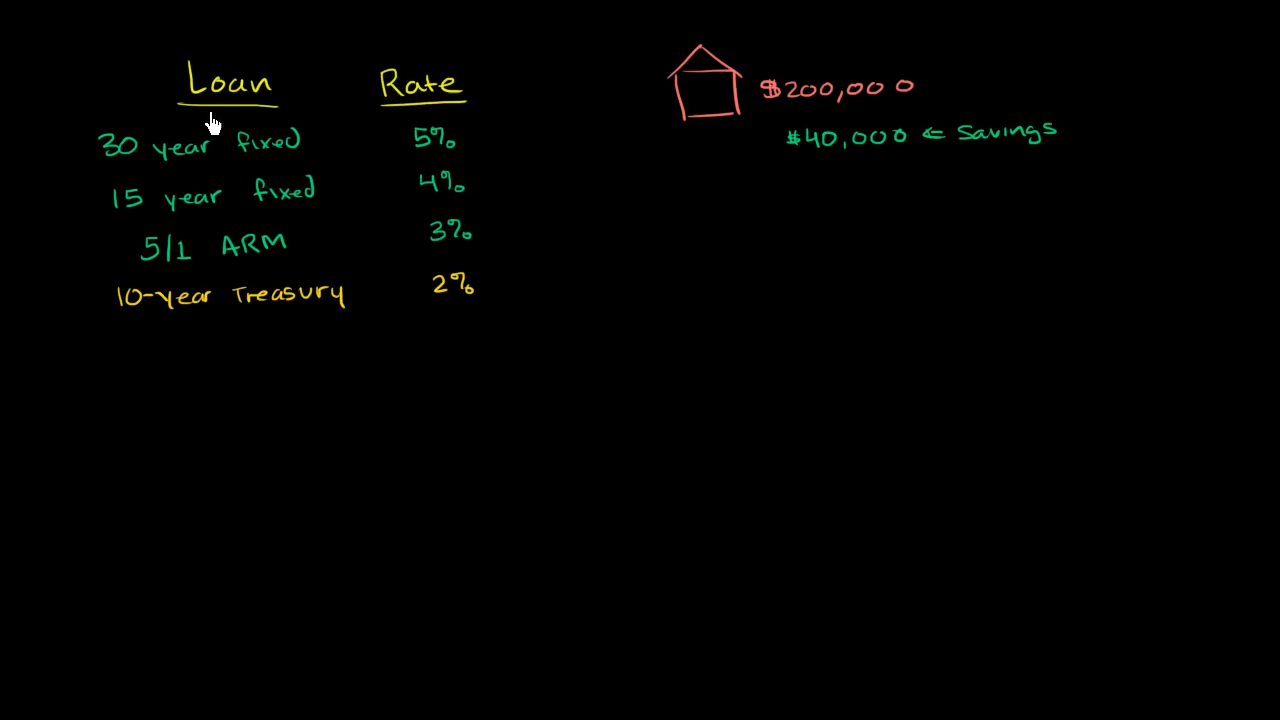 Loan Rate
30 year fixed 5%
15 year fixed 4%
5/1 ARM 3%
10-year Treasury 2%
$200,000
$40,000 ← Savings